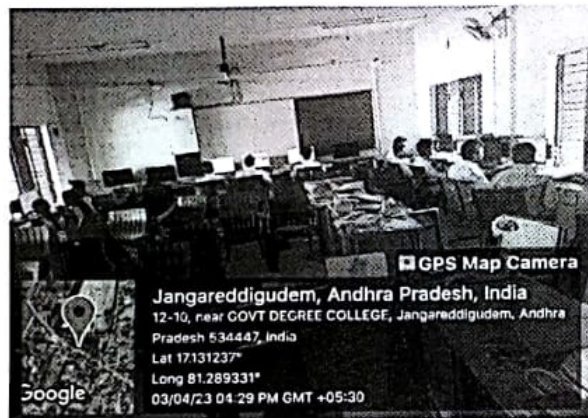 GPS Map Camera
Jangareddigudem, Andhra Pradesh, India
12-10, near GOVT DEGREE COLLEGE, Jangareddigudem, Andhra
Pradesh 534447, India
Lat 17.131237°
Long 81.289331°
03/04/23 04:29 PM GMT +05:30
Google